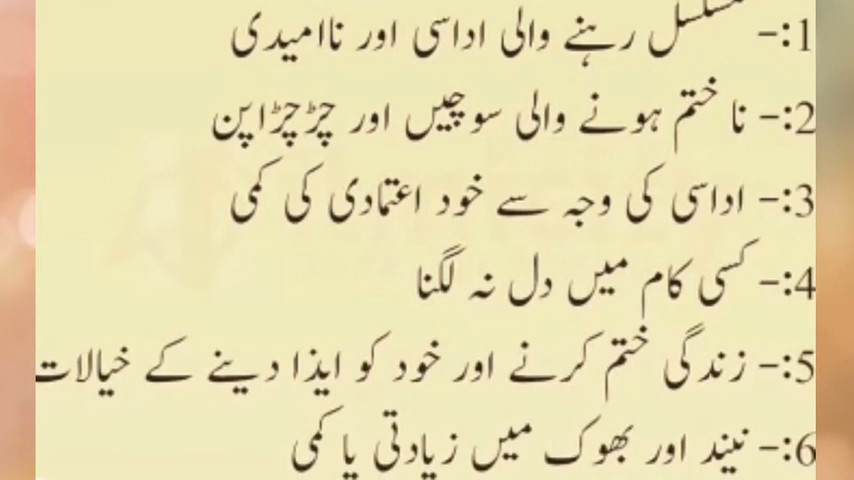 1:- مسلسل رہنے والی اداسی اور ناامیدی
2:- نا ختم ہونے والی سوچیں اور چڑچڑاپن
3:- اداسی کی وجہ سے خود اعتمادی کی کمی
4:- کسی کام میں دل نہ لگنا
5:- زندگی ختم کرنے اور خود کو ایذا دینے کے خیالات
6:- نیند اور بھوک میں زیادتی یا کمی